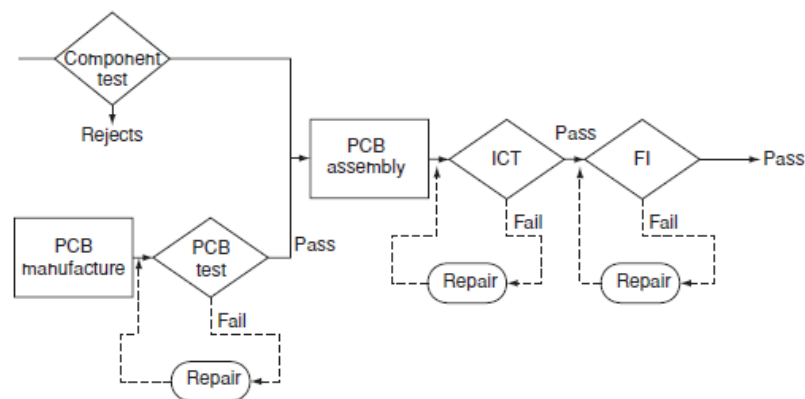 Component
test
Rejects
PCB
assembly
ICT
Pass
FI
Pass
Fail
Fail
Repair
Repair
PCB
manufacture
PCB
test
Pass
Fail
Repair